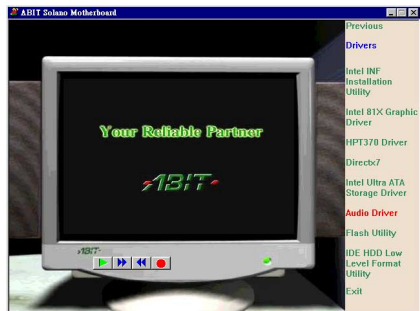 ABIT Solano Motherboard
Previous
Drivers
Intel INF
Installation
Utility
Intel 81X Graphic
Driver
HPT370 Driver
Directx7
Intel Ultra ATA
Storage Driver
Audio Driver
Flash Utility
IDE HDD Low
Level Format
Utility
Exit
Your Reliable Partner
ABIT
ABIT